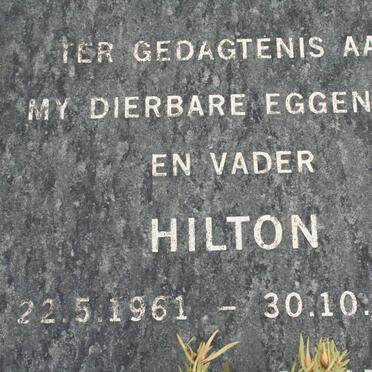 TER GEDAGTENIS AA
MY DIERBARE EGGEN
EN VADER
HILTON
22.5.1961 – 30.10.